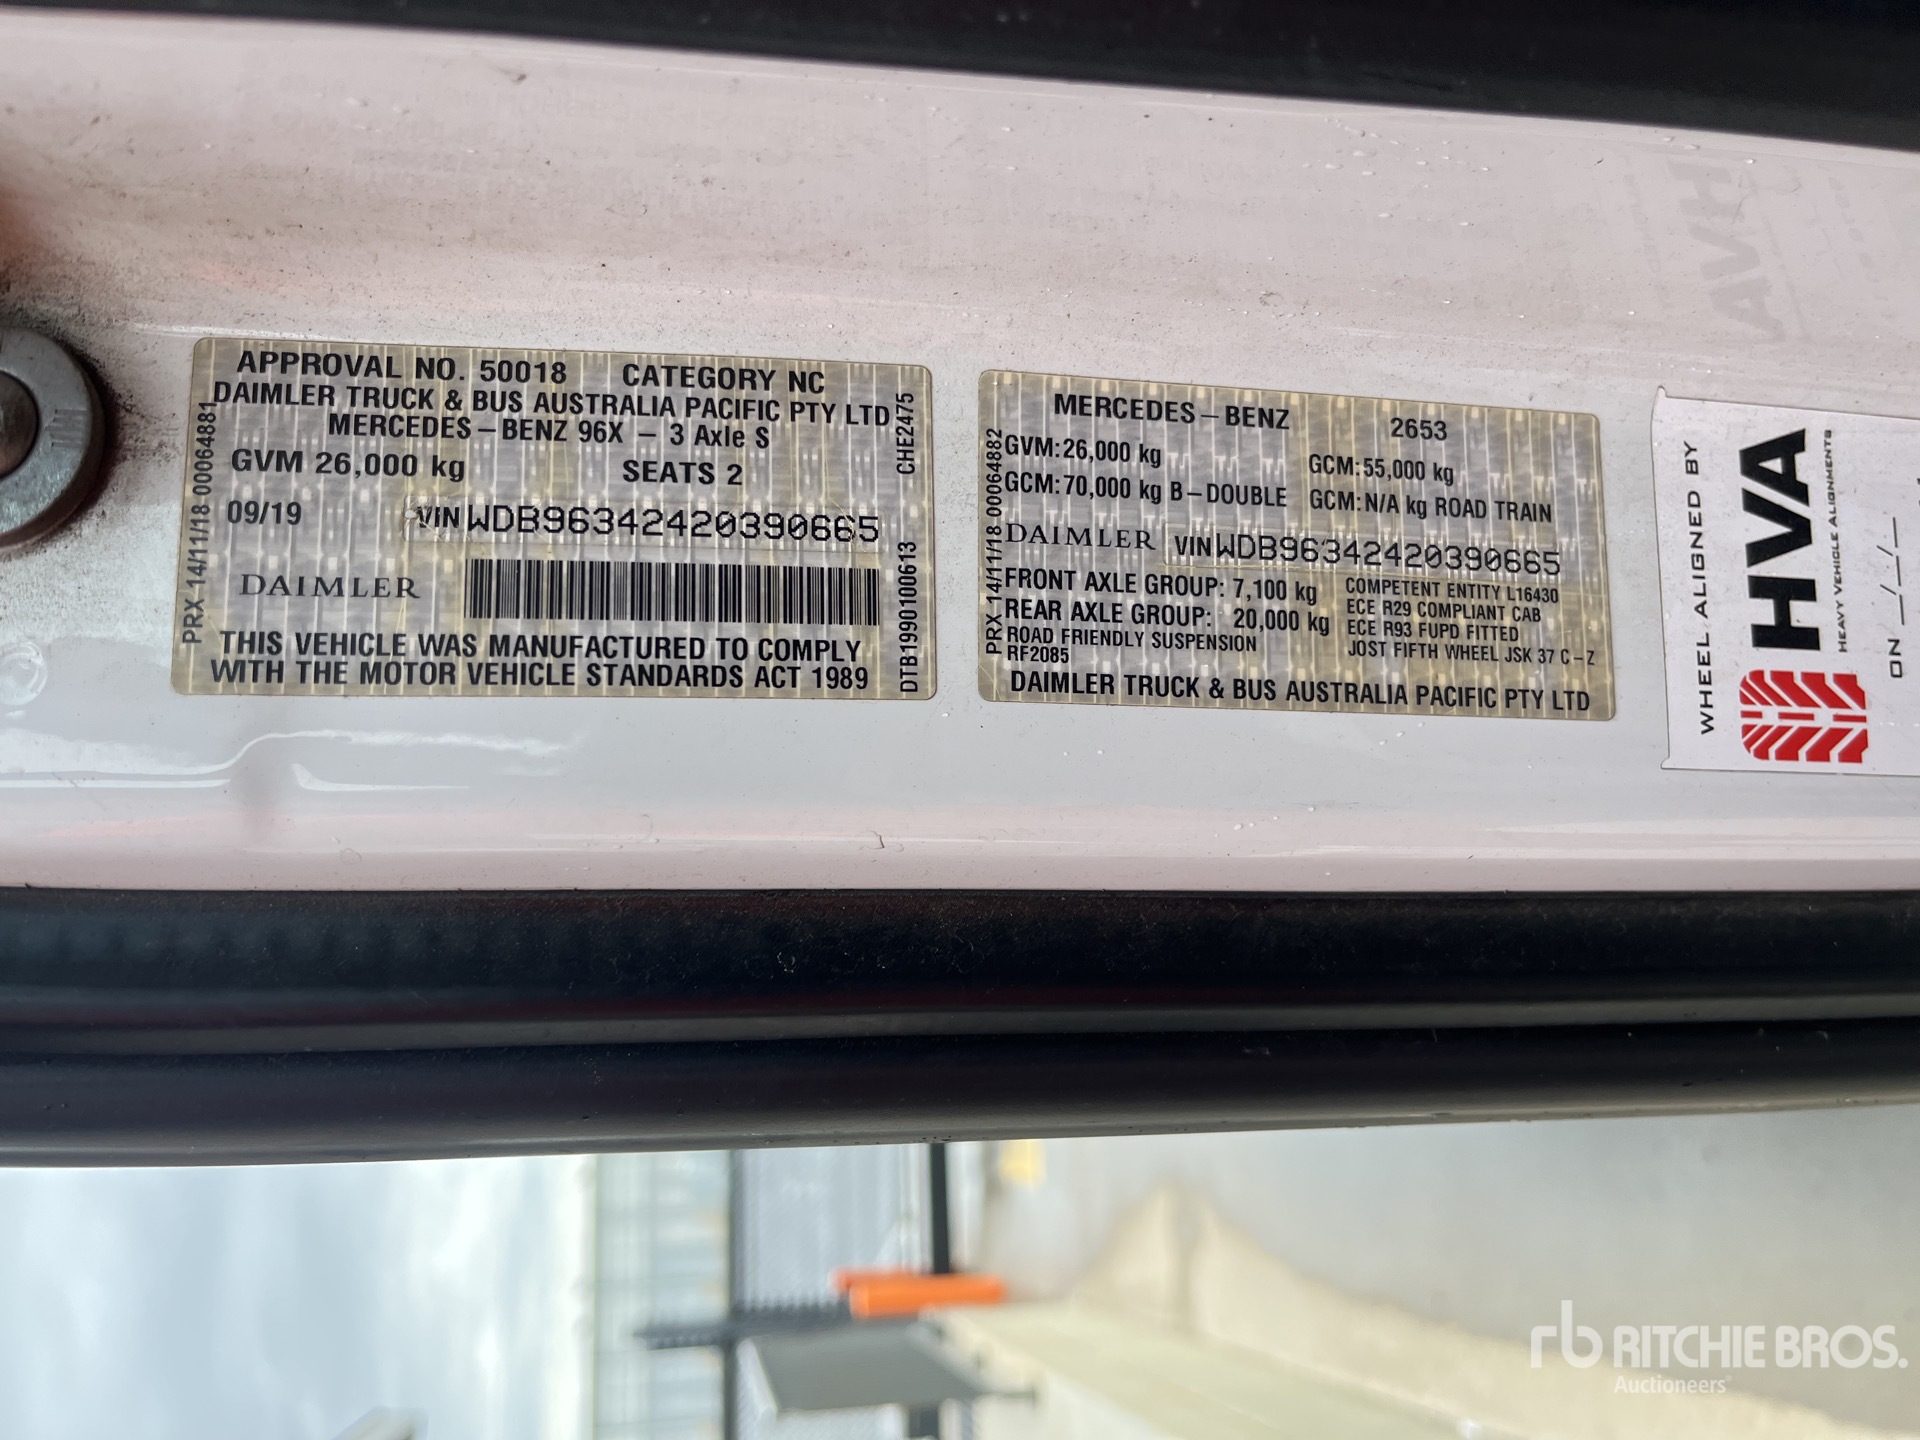 APPROVAL NO. 50018 CATEGORY NC
DAIMLER TRUCK & BUS AUSTRALIA PACIFIC PTY LTD
MERCEDES-BENZ 96X - 3 Axle S
GVM 26,000 kg SEATS 2
09/19 VIN WDB96342420390665
DAIMLER
THIS VEHICLE WAS MANUFACTURED TO COMPLY
WITH THE MOTOR VEHICLE STANDARDS ACT 1989
PRX 14/11/18 00064881
DTB1990100613 CHE2475
MERCEDES-BENZ 2653
GVM: 26,000 kg GCM: 55,000 kg
GCM: 70,000 kg B-DOUBLE GCM: N/A kg ROAD TRAIN
DAIMLER VIN WDB96342420390665
FRONT AXLE GROUP: 7,100 kg
REAR AXLE GROUP: 20,000 kg
ROAD FRIENDLY SUSPENSION
RF2085
COMPETENT ENTITY L16430
ECE R29 COMPLIANT CAB
ECE R93 FUPD FITTED
JOST FIFTH WHEEL JSK 37 C-Z
DAIMLER TRUCK & BUS AUSTRALIA PACIFIC PTY LTD
PRX 14/11/18 00064882
WHEEL ALIGNED BY
HVA
HEAVY VEHICLE ALIGNMENTS
ON _/_/_
rb RITCHIE BROS.
Auctioneers